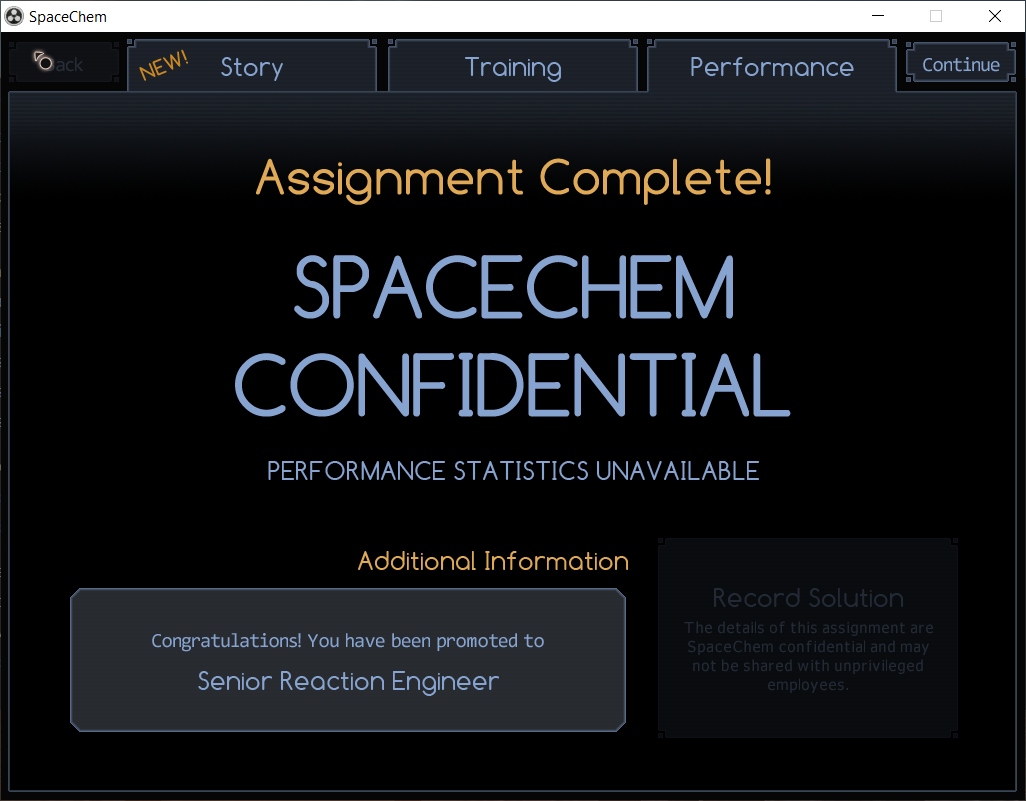 SpaceChem
NEW!
Story
Training
Performance
Continue
Assignment Complete!
SPACECHEM
CONFIDENTIAL
PERFORMANCE STATISTICS UNAVAILABLE
Additional Information
Congratulations! You have been promoted to
Senior Reaction Engineer
Record Solution
The details of this assignment are
SpaceChem confidential and may
not be shared with unprivileged
employees.